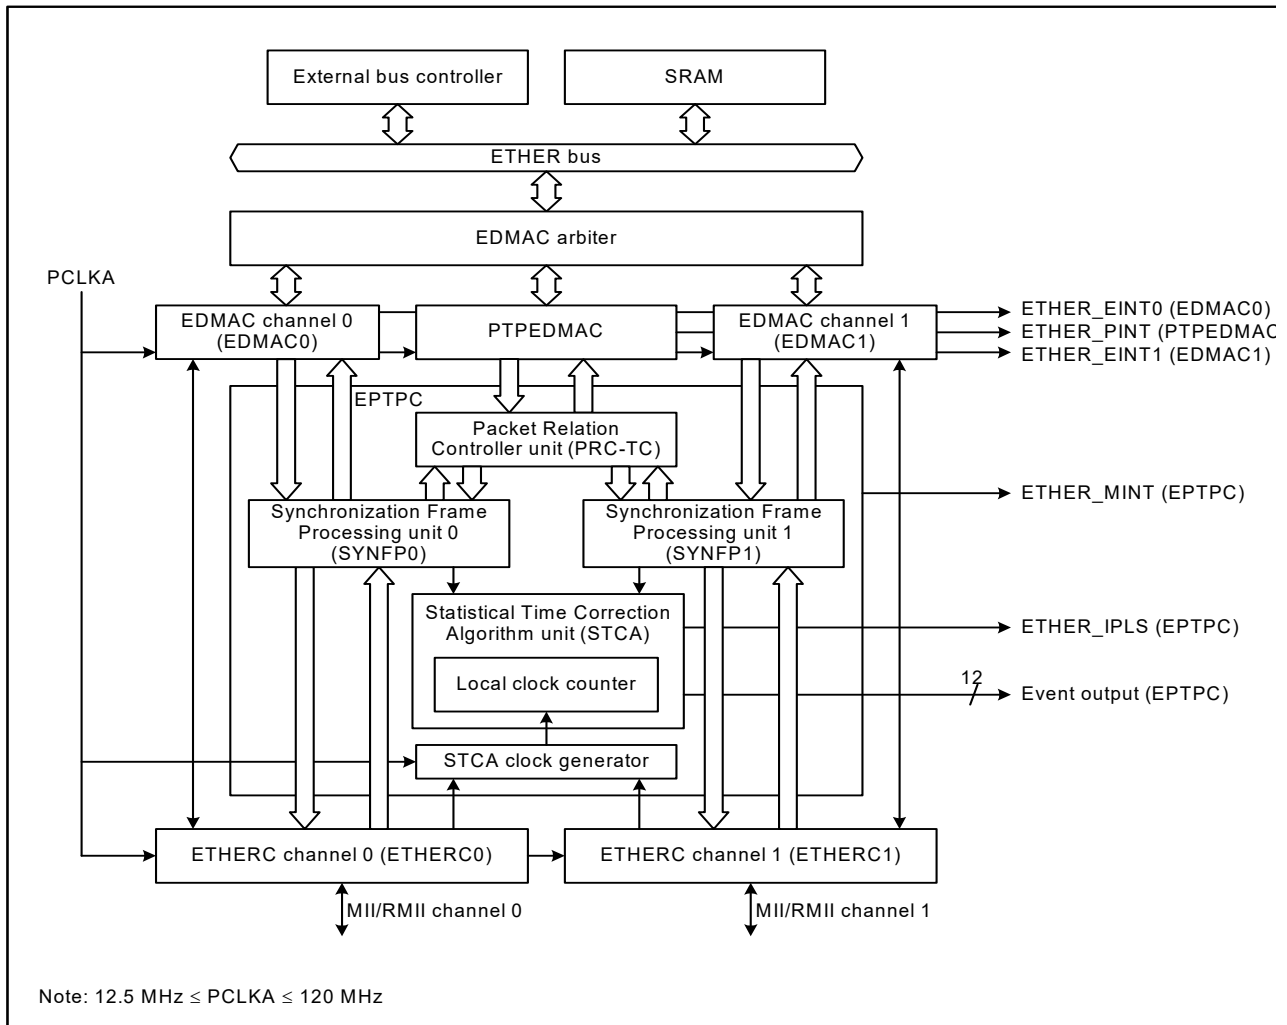 External bus controller
SRAM
ETHER bus
EDMAC arbiter
PCLKA
EDMAC channel 0
(EDMAC0)
PTPEDMAC
EDMAC channel 1
(EDMAC1)
ETHER_EINT0 (EDMAC0)
ETHER_PINT (PTPEDMAC
ETHER_EINT1 (EDMAC1)
EPTPC
Packet Relation
Controller unit (PRC-TC)
Synchronization Frame
Processing unit 0
(SYNFP0)
Synchronization Frame
Processing unit 1
(SYNFP1)
ETHER_MINT (EPTPC)
Statistical Time Correction
Algorithm unit (STCA)
ETHER_IPLS (EPTPC)
Local clock counter
12
Event output (EPTPC)
STCA clock generator
ETHERC channel 0 (ETHERC0)
ETHERC channel 1 (ETHERC1)
MII/RMII channel 0
MII/RMII channel 1
Note: 12.5 MHz ≤ PCLKA ≤ 120 MHz